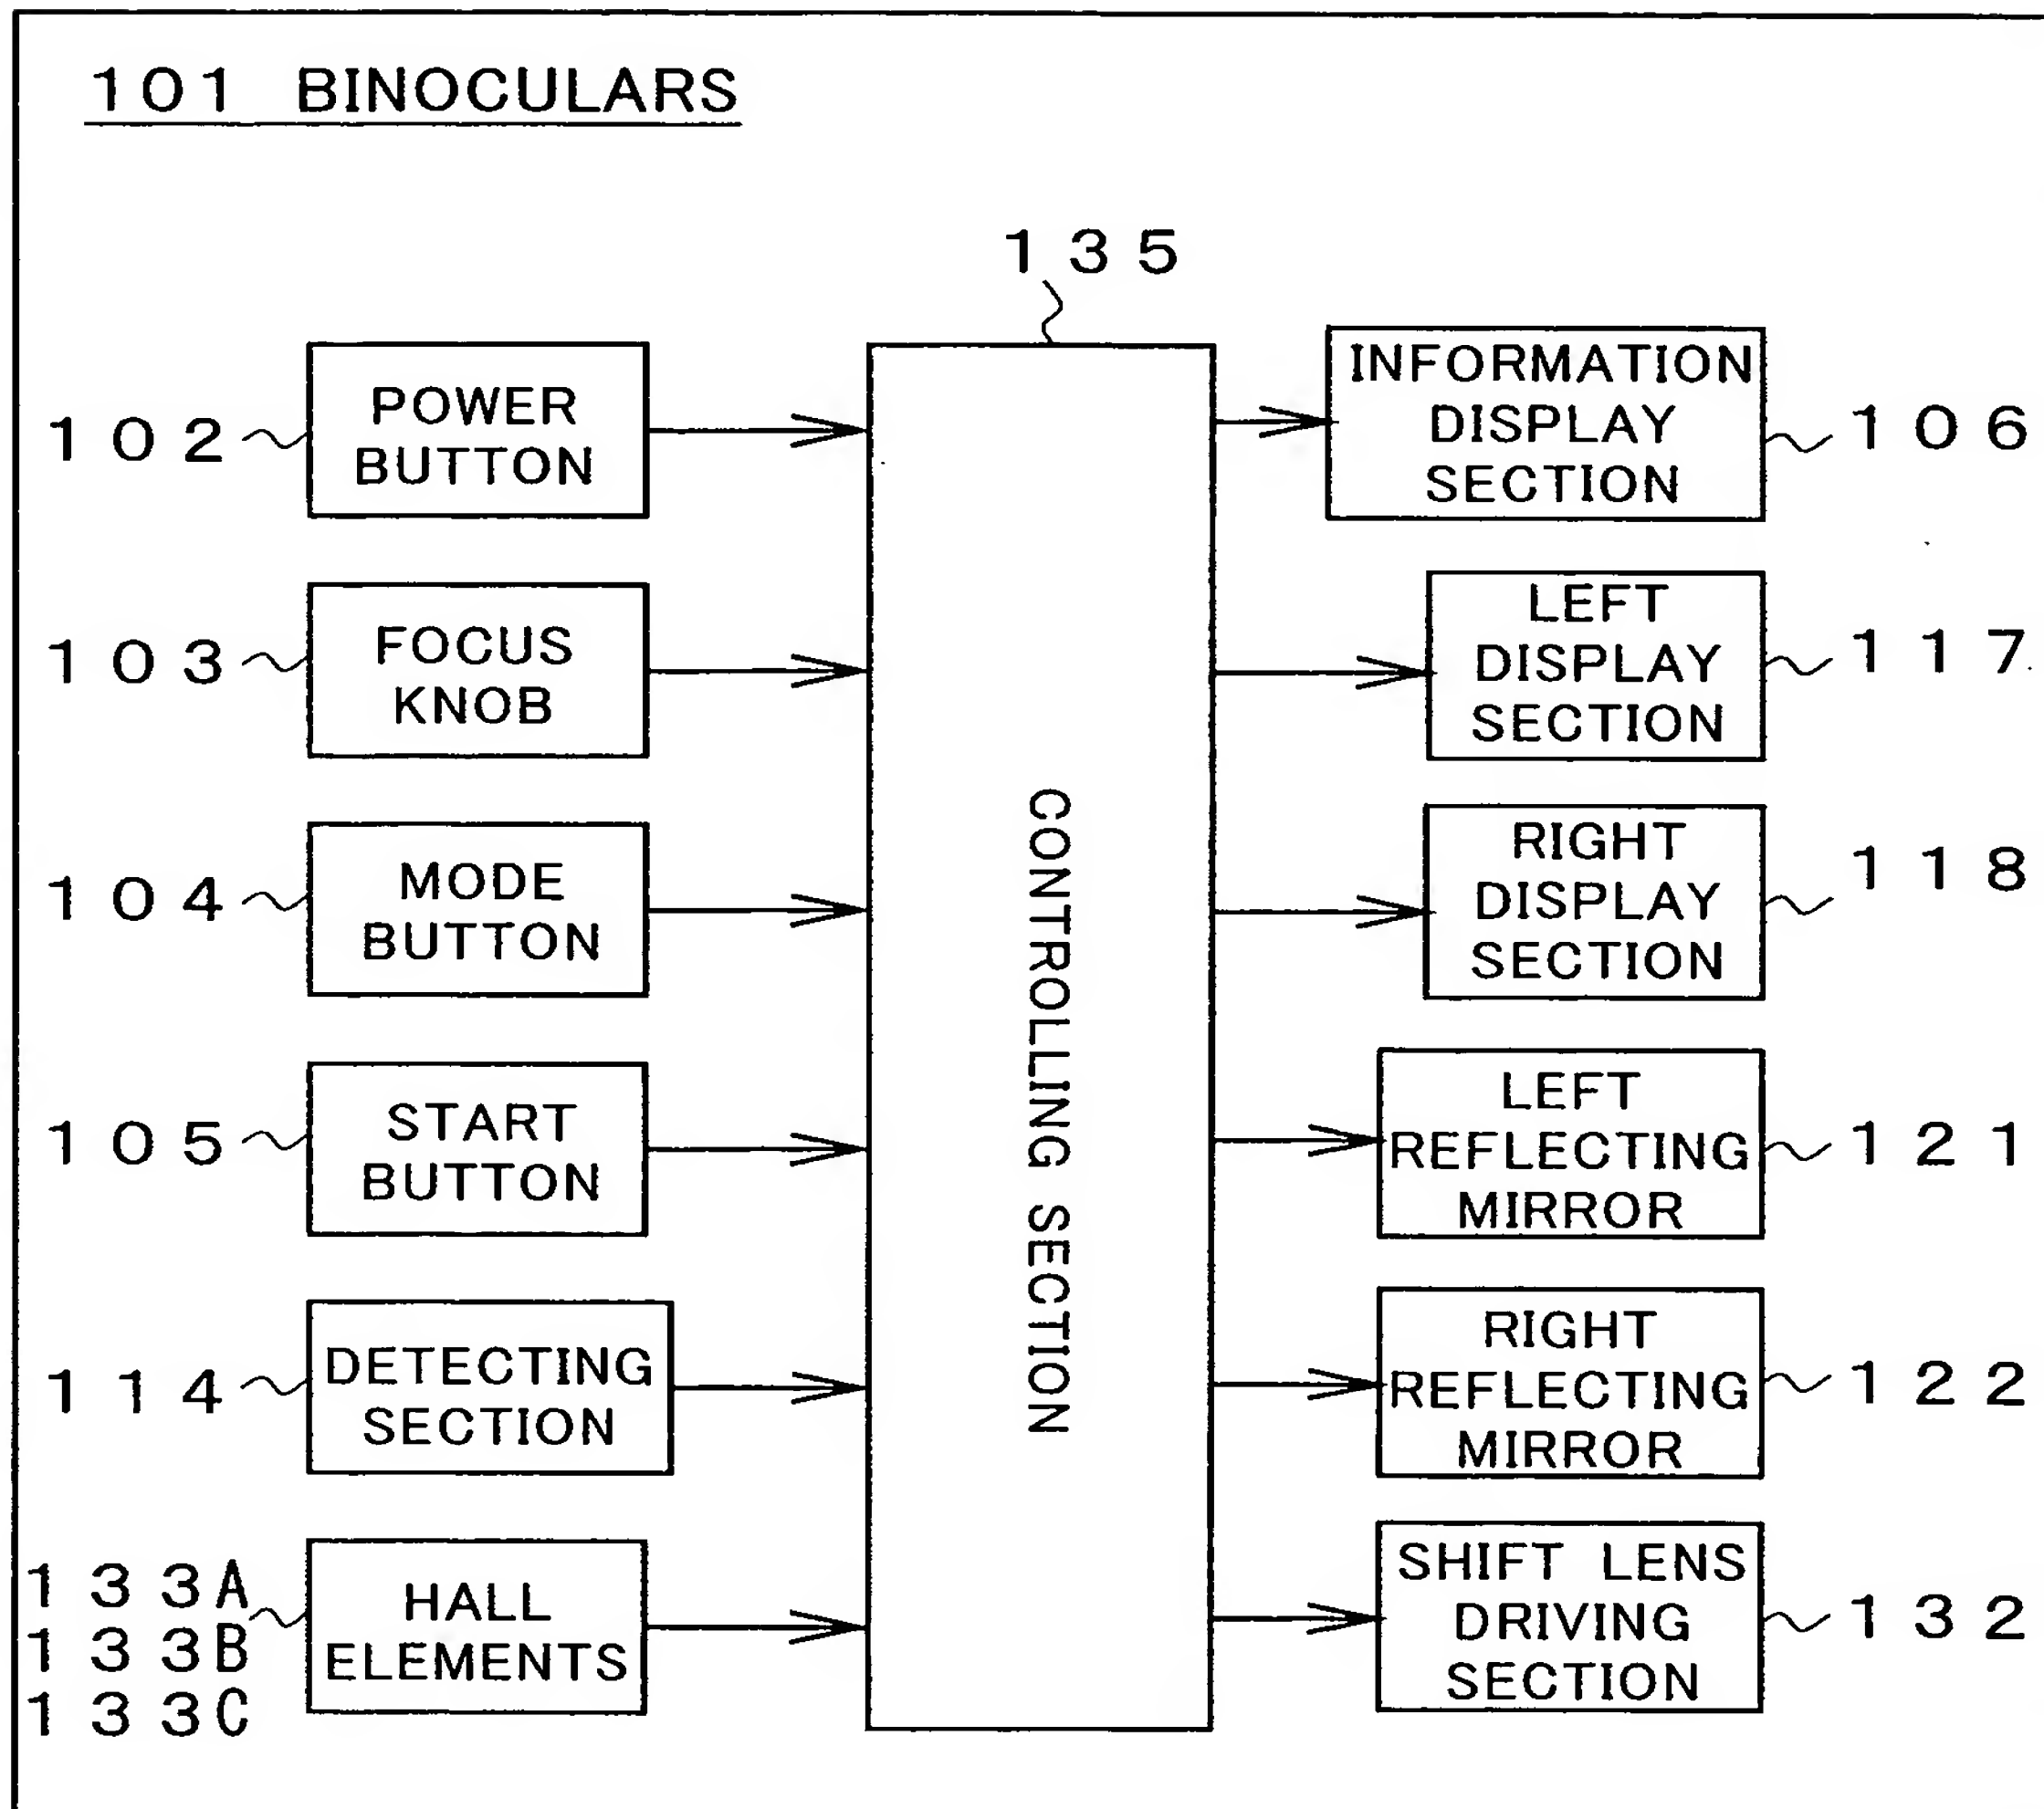 101 BINOCULARS
135
102
POWER
BUTTON
103
FOCUS
KNOB
104
MODE
BUTTON
105
START
BUTTON
114
DETECTING
SECTION
133A
133B
133C
HALL
ELEMENTS
CONTROLLING SECTION
INFORMATION
DISPLAY
SECTION
106
LEFT
DISPLAY
SECTION
117
RIGHT
DISPLAY
SECTION
118
LEFT
REFLECTING
MIRROR
121
RIGHT
REFLECTING
MIRROR
122
SHIFT LENS
DRIVING
SECTION
132